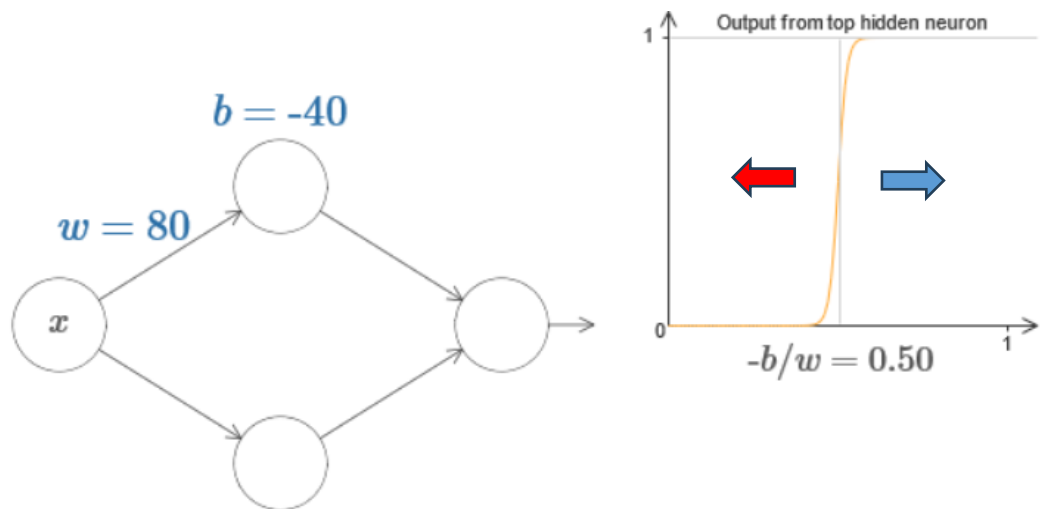 b = -40
w = 80
x
Output from top hidden neuron
1
0
1
-b/w = 0.50